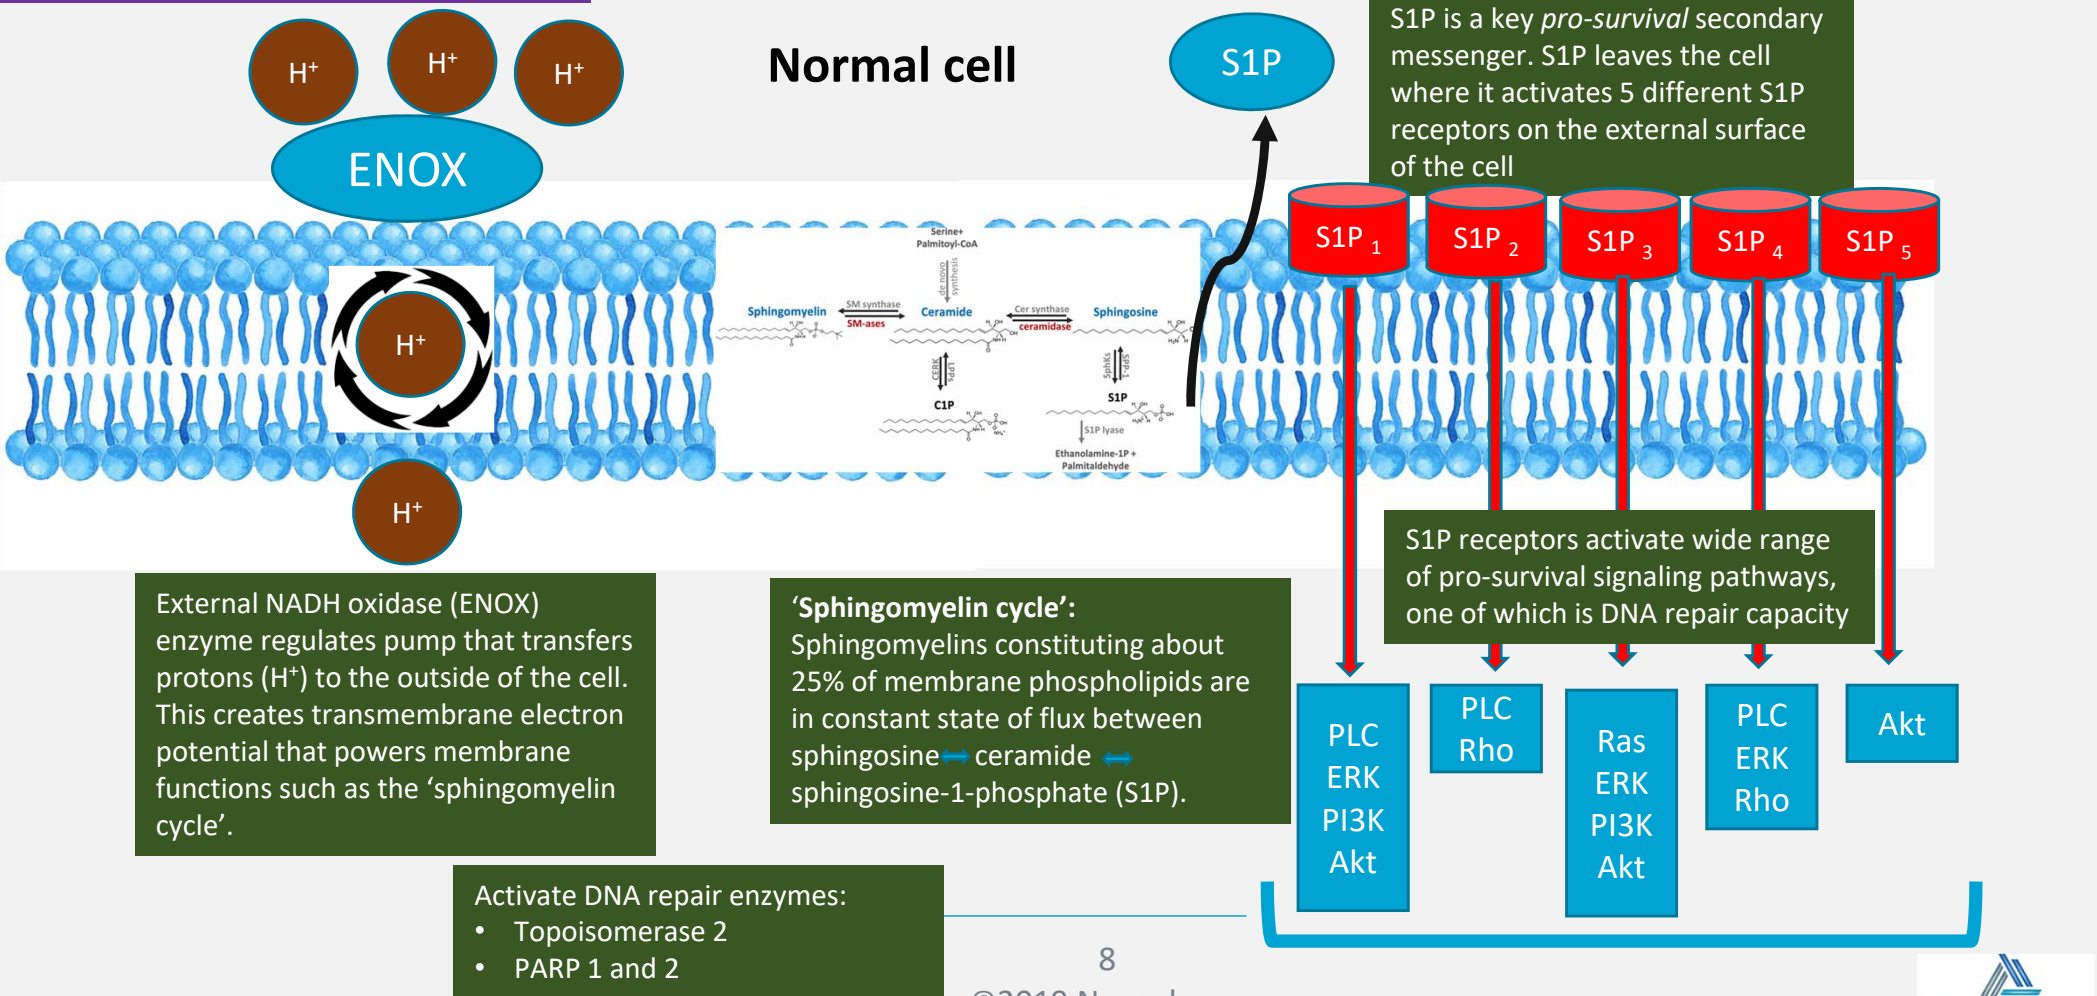 H⁺
H⁺
H⁺
ENOX
Normal cell
S1P
S1P is a key pro-survival secondary
messenger. S1P leaves the cell
where it activates 5 different S1P
receptors on the external surface
of the cell
S1P 1
S1P 2
S1P 3
S1P 4
S1P 5
H⁺
H⁺
Serine+
Palmitoyl-CoA
de novo
synthesis
Sphingomyelin
SM synthase
SM-ases
Ceramide
Cer synthase
ceramidase
Sphingosine
CERK
LPPs
SphKs
SPP-1
C1P
S1P
S1P lyase
Ethanolamine-1P +
Palmitaldehyde
External NADH oxidase (ENOX)
enzyme regulates pump that transfers
protons (H⁺) to the outside of the cell.
This creates transmembrane electron
potential that powers membrane
functions such as the ‘sphingomyelin
cycle’.
‘Sphingomyelin cycle’:
Sphingomyelins constituting about
25% of membrane phospholipids are
in constant state of flux between
sphingosine⇔ ceramide ⇔
sphingosine-1-phosphate (S1P).
S1P receptors activate wide range
of pro-survival signaling pathways,
one of which is DNA repair capacity
PLC
ERK
PI3K
Akt
PLC
Rho
Ras
ERK
PI3K
Akt
PLC
ERK
Rho
Akt
Activate DNA repair enzymes:
• Topoisomerase 2
• PARP 1 and 2
8